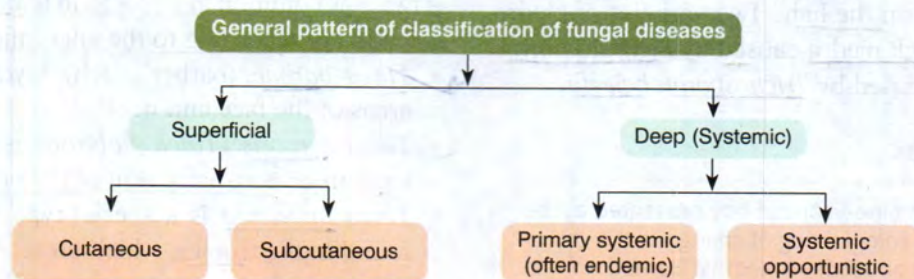 General pattern of classification of fungal diseases
Superficial
Deep (Systemic)
Cutaneous
Subcutaneous
Primary systemic
(often endemic)
Systemic
opportunistic